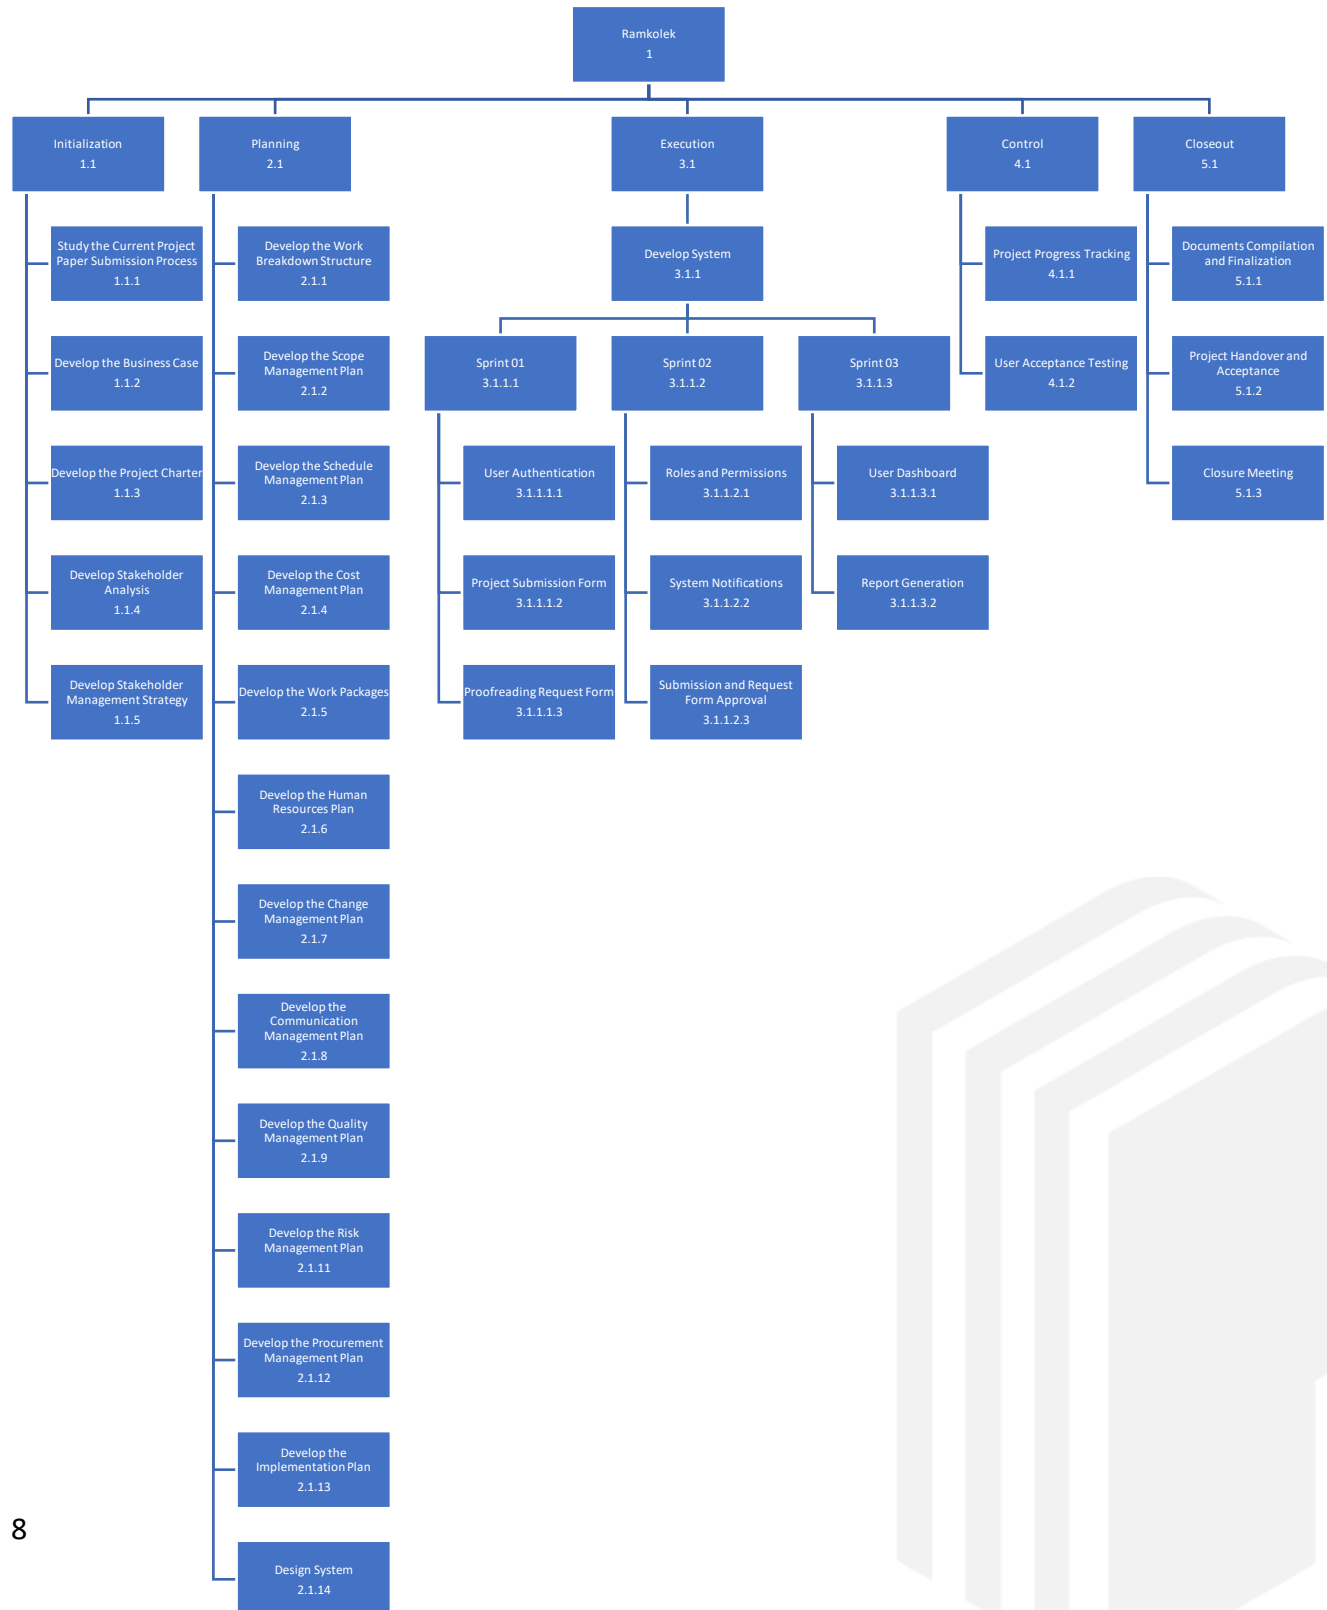 Ramkolek
1
Initialization
1.1
Study the Current Project
Paper Submission Process
1.1.1
Develop the Business Case
1.1.2
Develop the Project Charter
1.1.3
Develop Stakeholder
Analysis
1.1.4
Develop Stakeholder
Management Strategy
1.1.5
Planning
2.1
Develop the Work
Breakdown Structure
2.1.1
Develop the Scope
Management Plan
2.1.2
Develop the Schedule
Management Plan
2.1.3
Develop the Cost
Management Plan
2.1.4
Develop the Work Packages
2.1.5
Develop the Human
Resources Plan
2.1.6
Develop the Change
Management Plan
2.1.7
Develop the
Communication
Management Plan
2.1.8
Develop the Quality
Management Plan
2.1.9
Develop the Risk
Management Plan
2.1.11
Develop the Procurement
Management Plan
2.1.12
Develop the
Implementation Plan
2.1.13
Design System
2.1.14
Execution
3.1
Develop System
3.1.1
Sprint 01
3.1.1.1
User Authentication
3.1.1.1.1
Project Submission Form
3.1.1.1.2
Proofreading Request Form
3.1.1.1.3
Sprint 02
3.1.1.2
Roles and Permissions
3.1.1.2.1
System Notifications
3.1.1.2.2
Submission and Request
Form Approval
3.1.1.2.3
Sprint 03
3.1.1.3
User Dashboard
3.1.1.3.1
Report Generation
3.1.1.3.2
Control
4.1
Project Progress Tracking
4.1.1
User Acceptance Testing
4.1.2
Closeout
5.1
Documents Compilation
and Finalization
5.1.1
Project Handover and
Acceptance
5.1.2
Closure Meeting
5.1.3
8